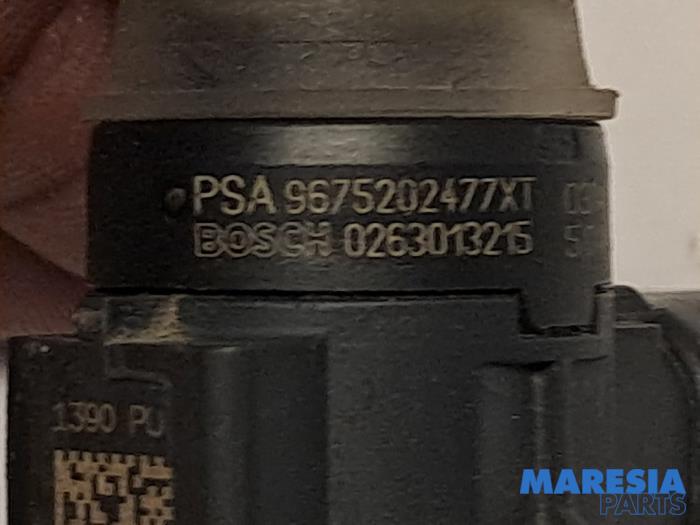 PSA 9675202477XT
BOSCH 0263013215
1390 PU
MARESIA
PARTS